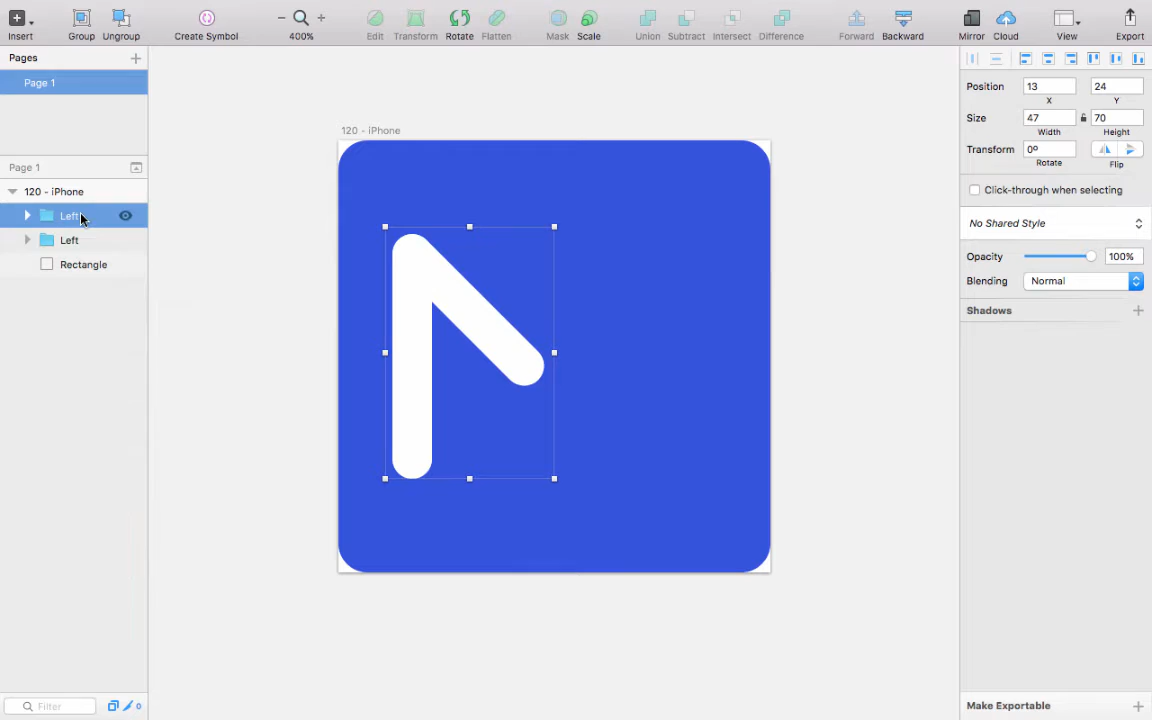 Insert Group Ungroup Create Symbol 400% Edit Transform Rotate Flatten Mask Scale Union Subtract Intersect Difference Forward Backward Mirror Cloud View Export
Pages
Page 1
Page 1
120 - iPhone
Left
Left
Rectangle
Filter 0
120 - iPhone
Position 13 24
X Y
Size 47 70
Width Height
Transform 0º
Rotate Flip
Click-through when selecting
No Shared Style
Opacity 100%
Blending Normal
Shadows
Make Exportable